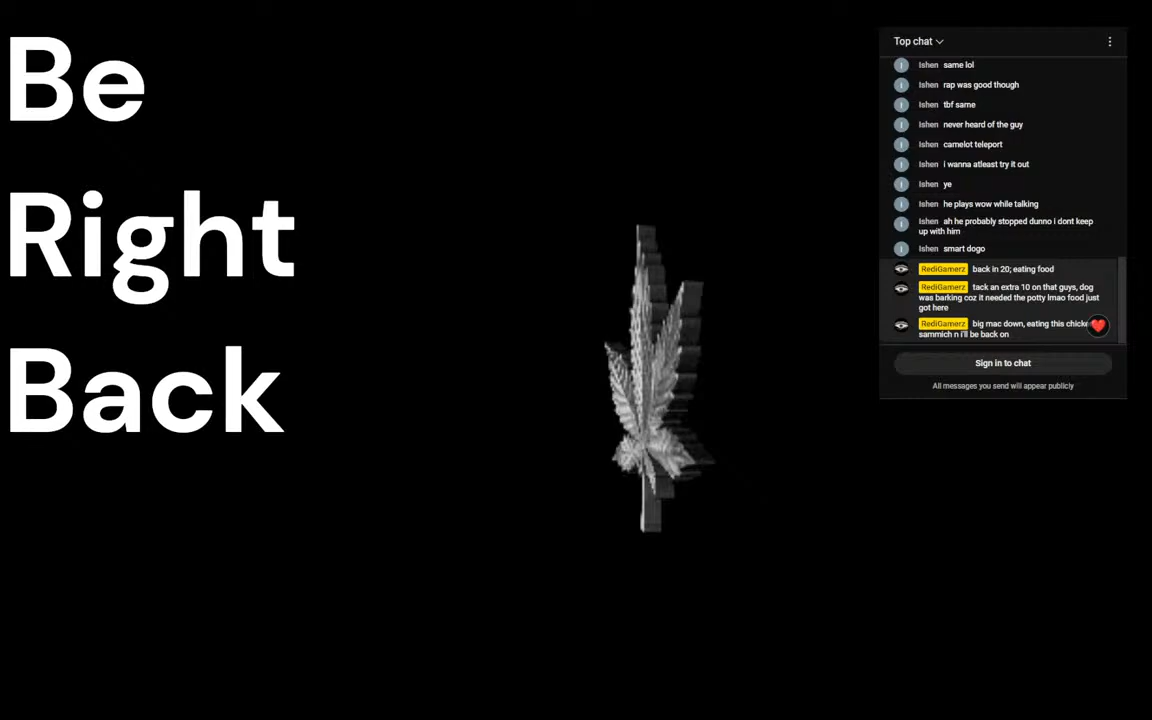 Be
Right
Back
Top chat
Ishen same lol
Ishen rap was good though
Ishen tbf same
Ishen never heard of the guy
Ishen camelot teleport
Ishen i wanna atleast try it out
Ishen ye
Ishen he plays wow while talking
Ishen ah he probably stopped dunno i dont keep
up with him
Ishen smart dogo
RediGamerz back in 20; eating food
RediGamerz tack an extra 10 on that guys, dog
was barking coz it needed the potty lmao food just
got here
RediGamerz big mac down, eating this
sammich n i'll be back on
Sign in to chat
All messages you send will appear publicly